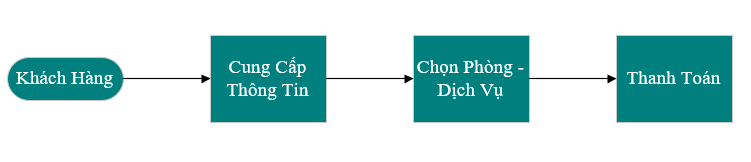 Khách Hàng
Cung Cấp
Thông Tin
Chọn Phòng -
Dịch Vụ
Thanh Toán